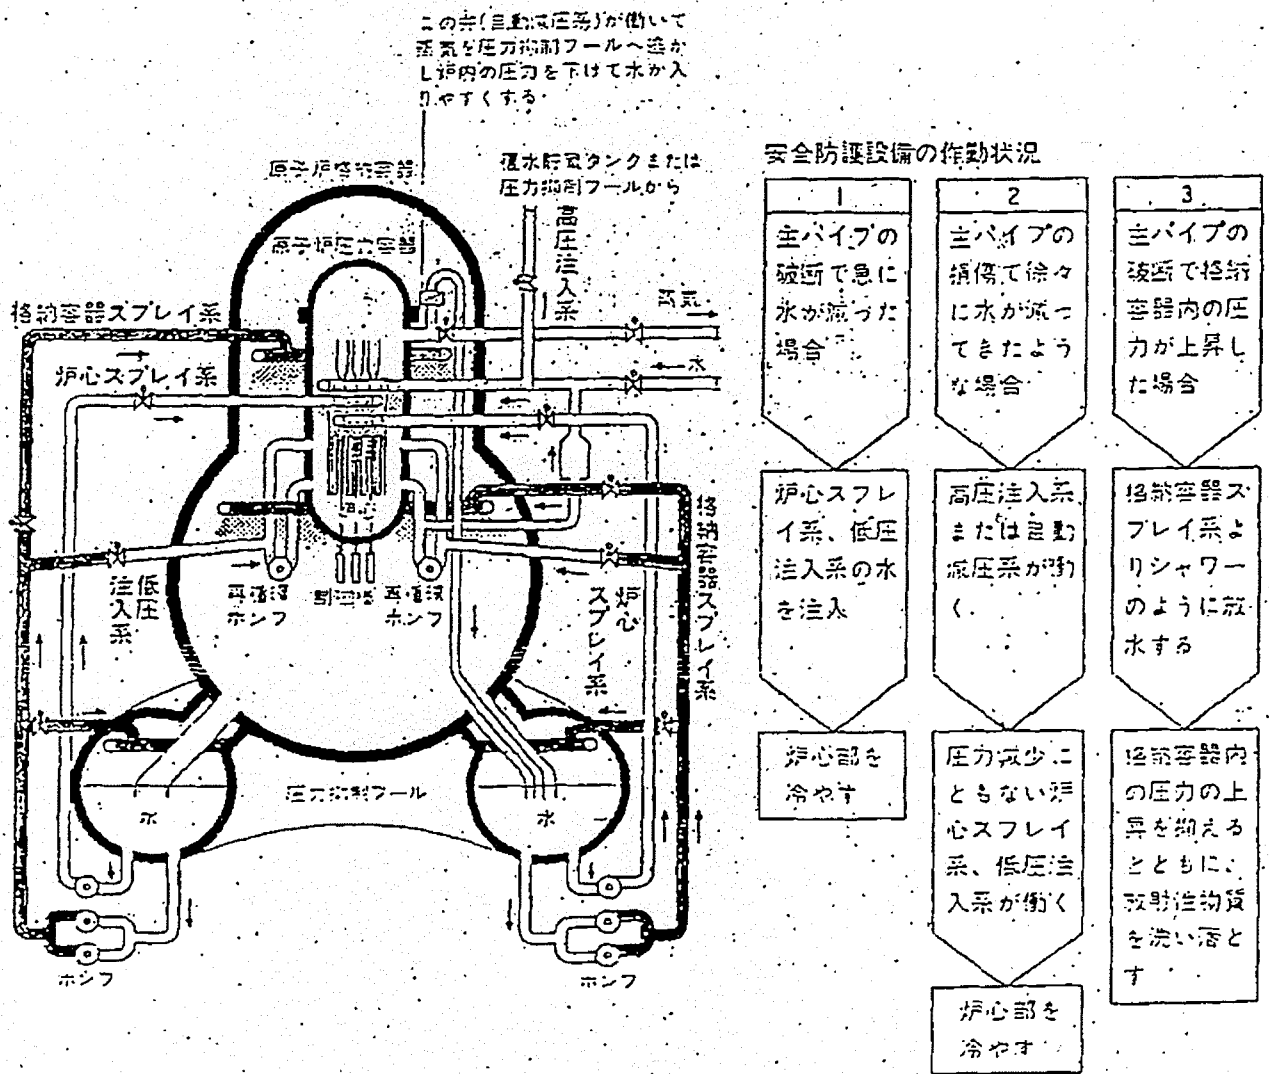 この弁(自動減圧系)が働いて
蒸気を圧力抑制プールへ逃が
し炉内の圧力を下げて水が入
りやすくする
復水貯蔵タンクまたは
圧力抑制プールから
原子炉格納容器
原子炉圧力容器
高圧注入系
蒸気
水
格納容器スプレイ系
炉心スプレイ系
低圧
注入系
再循環
ポンプ
制御棒
再循環
ポンプ
炉心
スプレイ系
格納容器スプレイ系
圧力抑制プール
水
水
ポンプ
ポンプ
安全防護設備の作動状況
1
主パイプの
破断で急に
水が減った
場合
炉心スプレ
イ系、低圧
注入系の水
を注入
炉心部を
冷やす
2
主パイプの
損傷で徐々
に水が減っ
てきたよう
な場合
高圧注入系、
または自動
減圧系が働
く
圧力減少に
ともない炉
心スプレイ
系、低圧注
入系が働く
炉心部を
冷やす
3
主パイプの
破断で格納
容器内の圧
力が上昇し
た場合
格納容器ス
プレイ系よ
りシャワー
のように放
水する
格納容器内
の圧力の上
昇を抑える
とともに、
放射性物質
を洗い落と
す